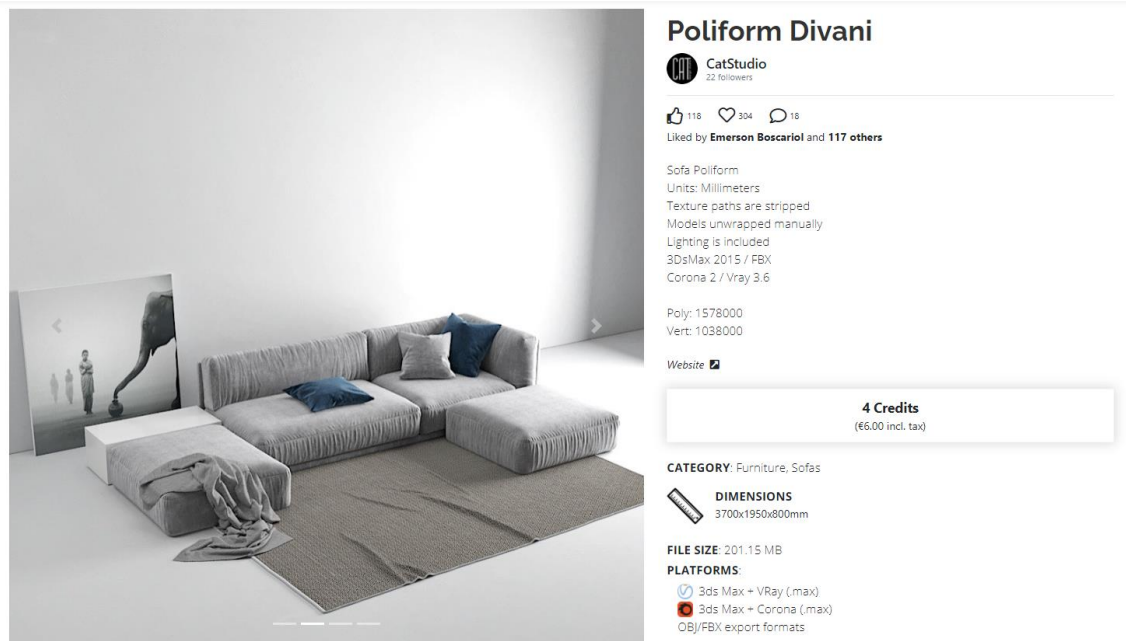 Poliform Divani
CAT
CatStudio
22 followers
118 304 18
Liked by Emerson Boscariol and 117 others
Sofa Poliform
Units: Millimeters
Texture paths are stripped
Models unwrapped manually
Lighting is included
3DsMax 2015 / FBX
Corona 2 / Vray 3.6
Poly: 1578000
Vert: 1038000
Website
4 Credits
(€6.00 incl. tax)
CATEGORY: Furniture, Sofas
DIMENSIONS
3700x1950x800mm
FILE SIZE: 201.15 MB
PLATFORMS:
3ds Max + VRay (.max)
3ds Max + Corona (.max)
OBJ/FBX export formats